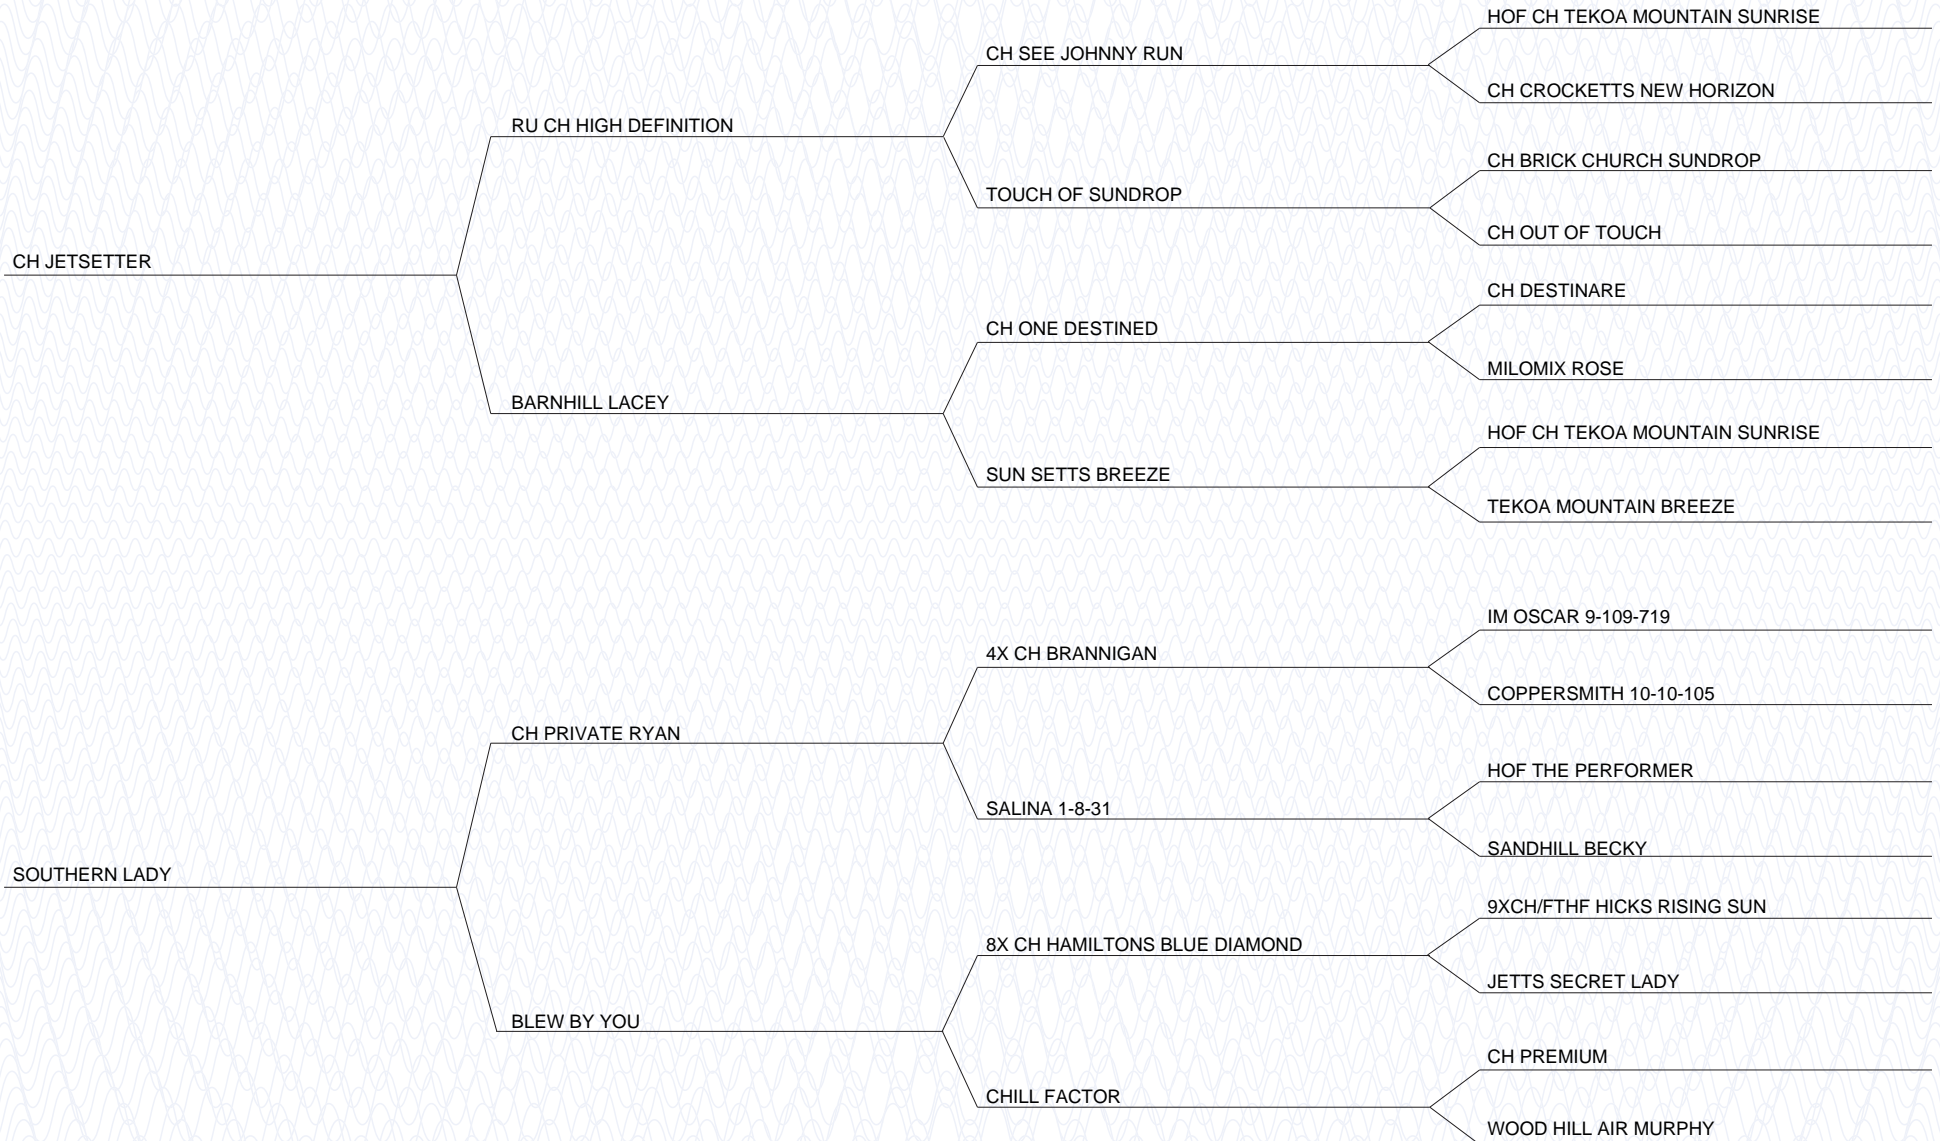 HOF CH TEKOA MOUNTAIN SUNRISE
CH SEE JOHNNY RUN
CH CROCKETTS NEW HORIZON
RU CH HIGH DEFINITION
CH BRICK CHURCH SUNDROP
TOUCH OF SUNDROP
CH OUT OF TOUCH
CH JETSETTER
CH DESTINARE
CH ONE DESTINED
MILOMIX ROSE
BARNHILL LACEY
HOF CH TEKOA MOUNTAIN SUNRISE
SUN SETTS BREEZE
TEKOA MOUNTAIN BREEZE
IM OSCAR 9-109-719
4X CH BRANNIGAN
COPPERSMITH 10-10-105
CH PRIVATE RYAN
HOF THE PERFORMER
SALINA 1-8-31
SANDHILL BECKY
SOUTHERN LADY
9XCH/FTHF HICKS RISING SUN
8X CH HAMILTONS BLUE DIAMOND
JETTS SECRET LADY
BLEW BY YOU
CH PREMIUM
CHILL FACTOR
WOOD HILL AIR MURPHY